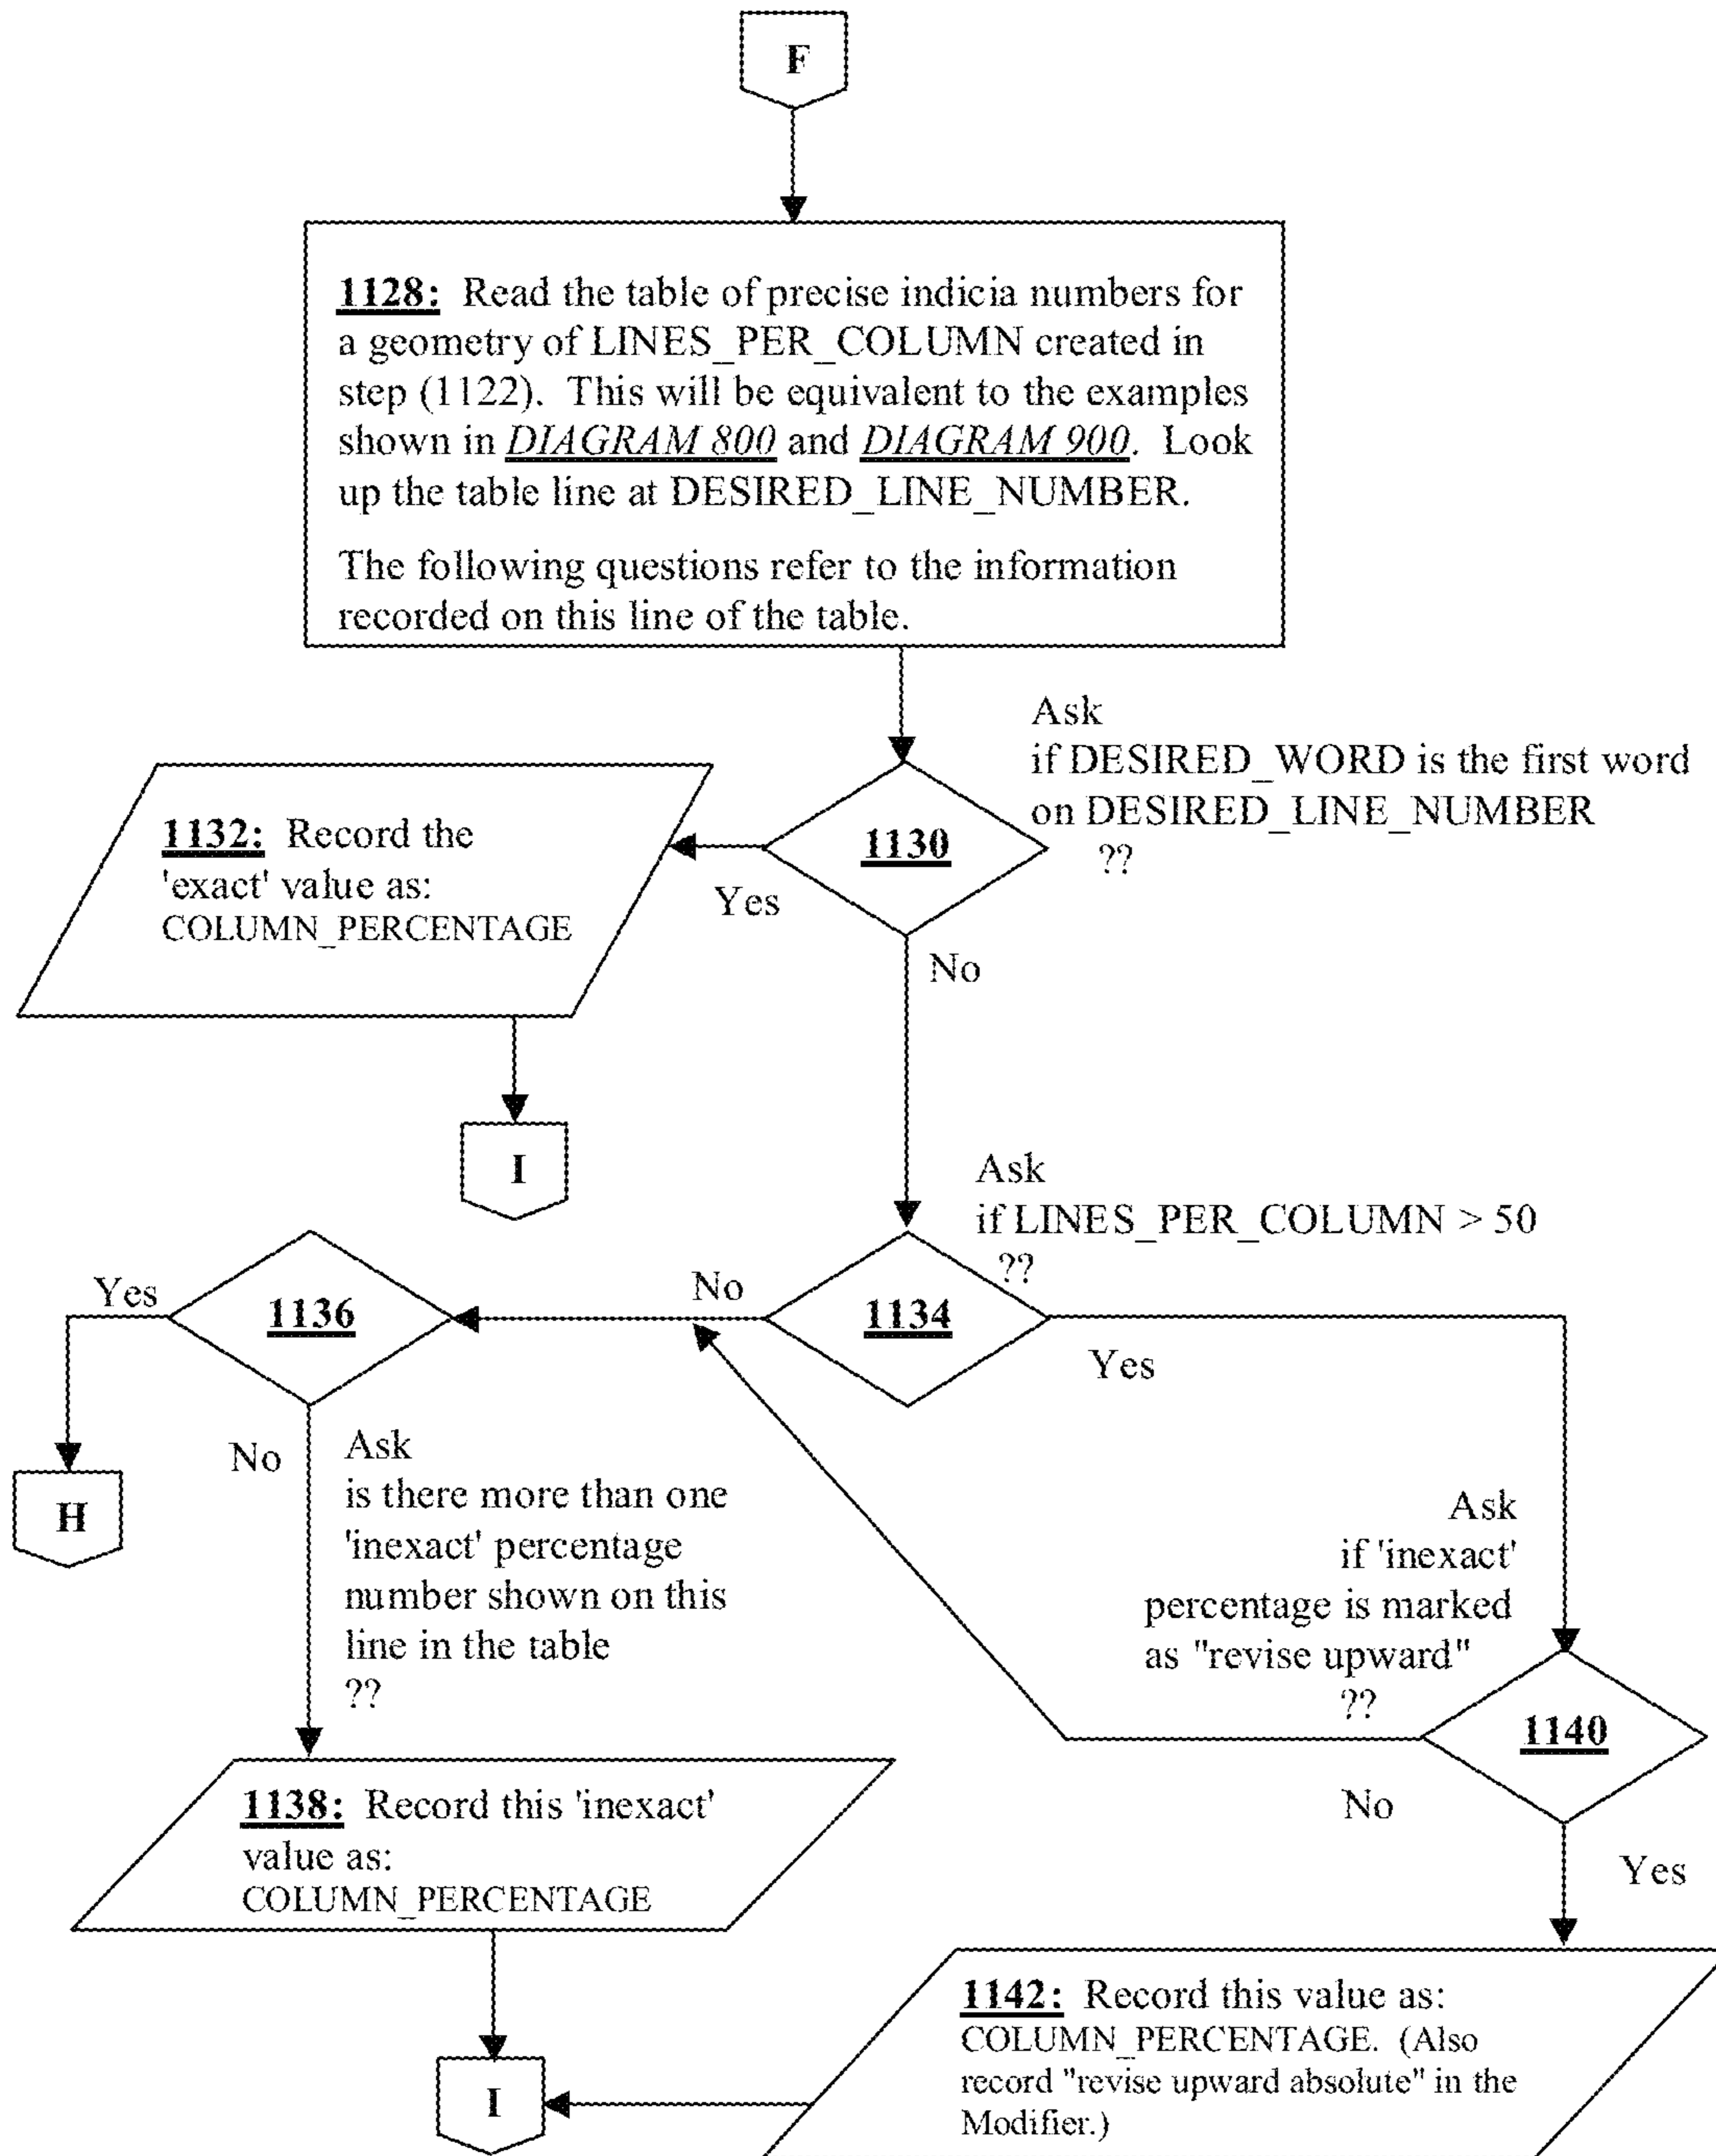 F
1128: Read the table of precise indicia numbers for
a geometry of LINES_PER_COLUMN created in
step (1122). This will be equivalent to the examples
shown in DIAGRAM 800 and DIAGRAM 900. Look
up the table line at DESIRED_LINE_NUMBER.
The following questions refer to the information
recorded on this line of the table.
Ask
if DESIRED_WORD is the first word
on DESIRED_LINE_NUMBER
??
1130
Yes
No
1132: Record the
'exact' value as:
COLUMN_PERCENTAGE
I
Ask
if LINES_PER_COLUMN > 50
??
1134
No
Yes
1136
Yes
No
H
Ask
is there more than one
'inexact' percentage
number shown on this
line in the table
??
Ask
if 'inexact'
percentage is marked
as "revise upward"
??
1140
No
Yes
1138: Record this 'inexact'
value as:
COLUMN_PERCENTAGE
1142: Record this value as:
COLUMN_PERCENTAGE. (Also
record "revise upward absolute" in the
Modifier.)
I